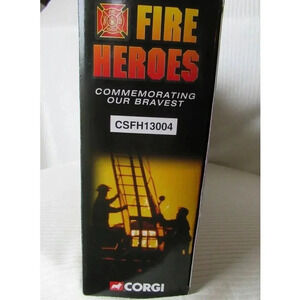 FIRE
HEROES
COMMEMORATING
OUR BRAVEST
CSFH13004
CORGI